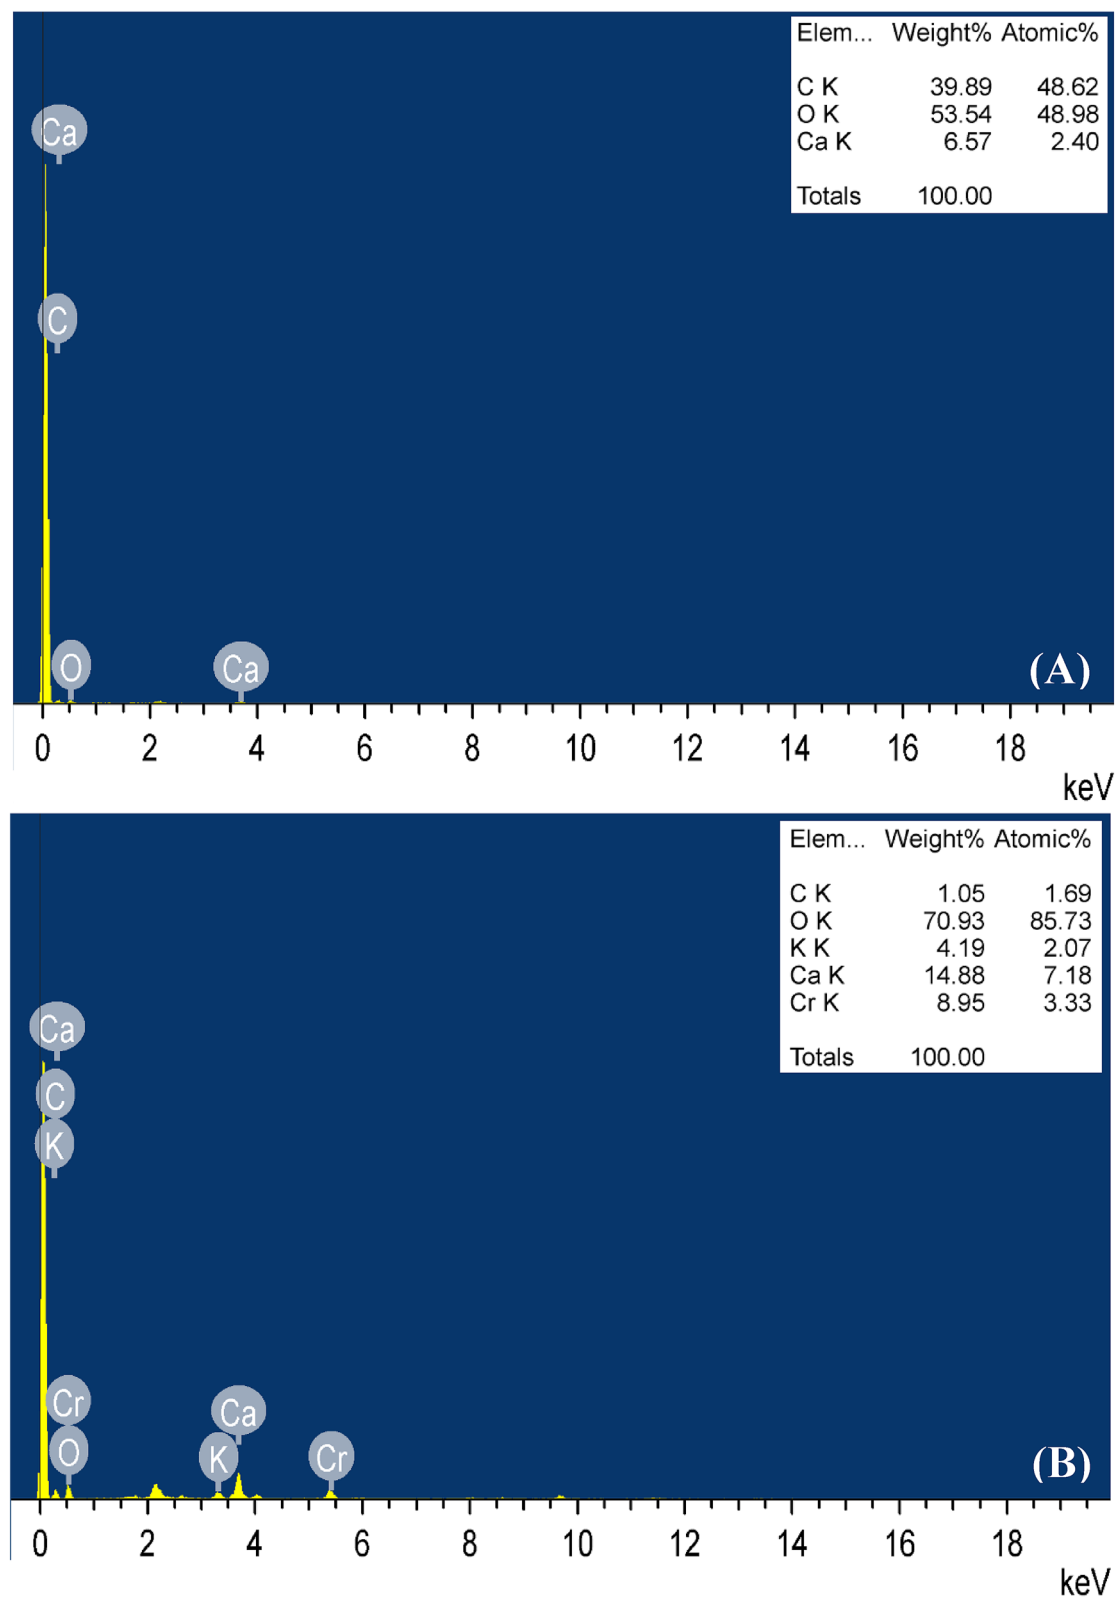 Elem... Weight% Atomic%
C K 39.89 48.62
O K 53.54 48.98
Ca K 6.57 2.40
Totals 100.00
Ca
C
O
Ca
(A)
0 2 4 6 8 10 12 14 16 18
keV
Elem... Weight% Atomic%
C K 1.05 1.69
O K 70.93 85.73
K K 4.19 2.07
Ca K 14.88 7.18
Cr K 8.95 3.33
Totals 100.00
Ca
C
K
Cr
O
K
Ca
Cr
(B)
0 2 4 6 8 10 12 14 16 18
keV